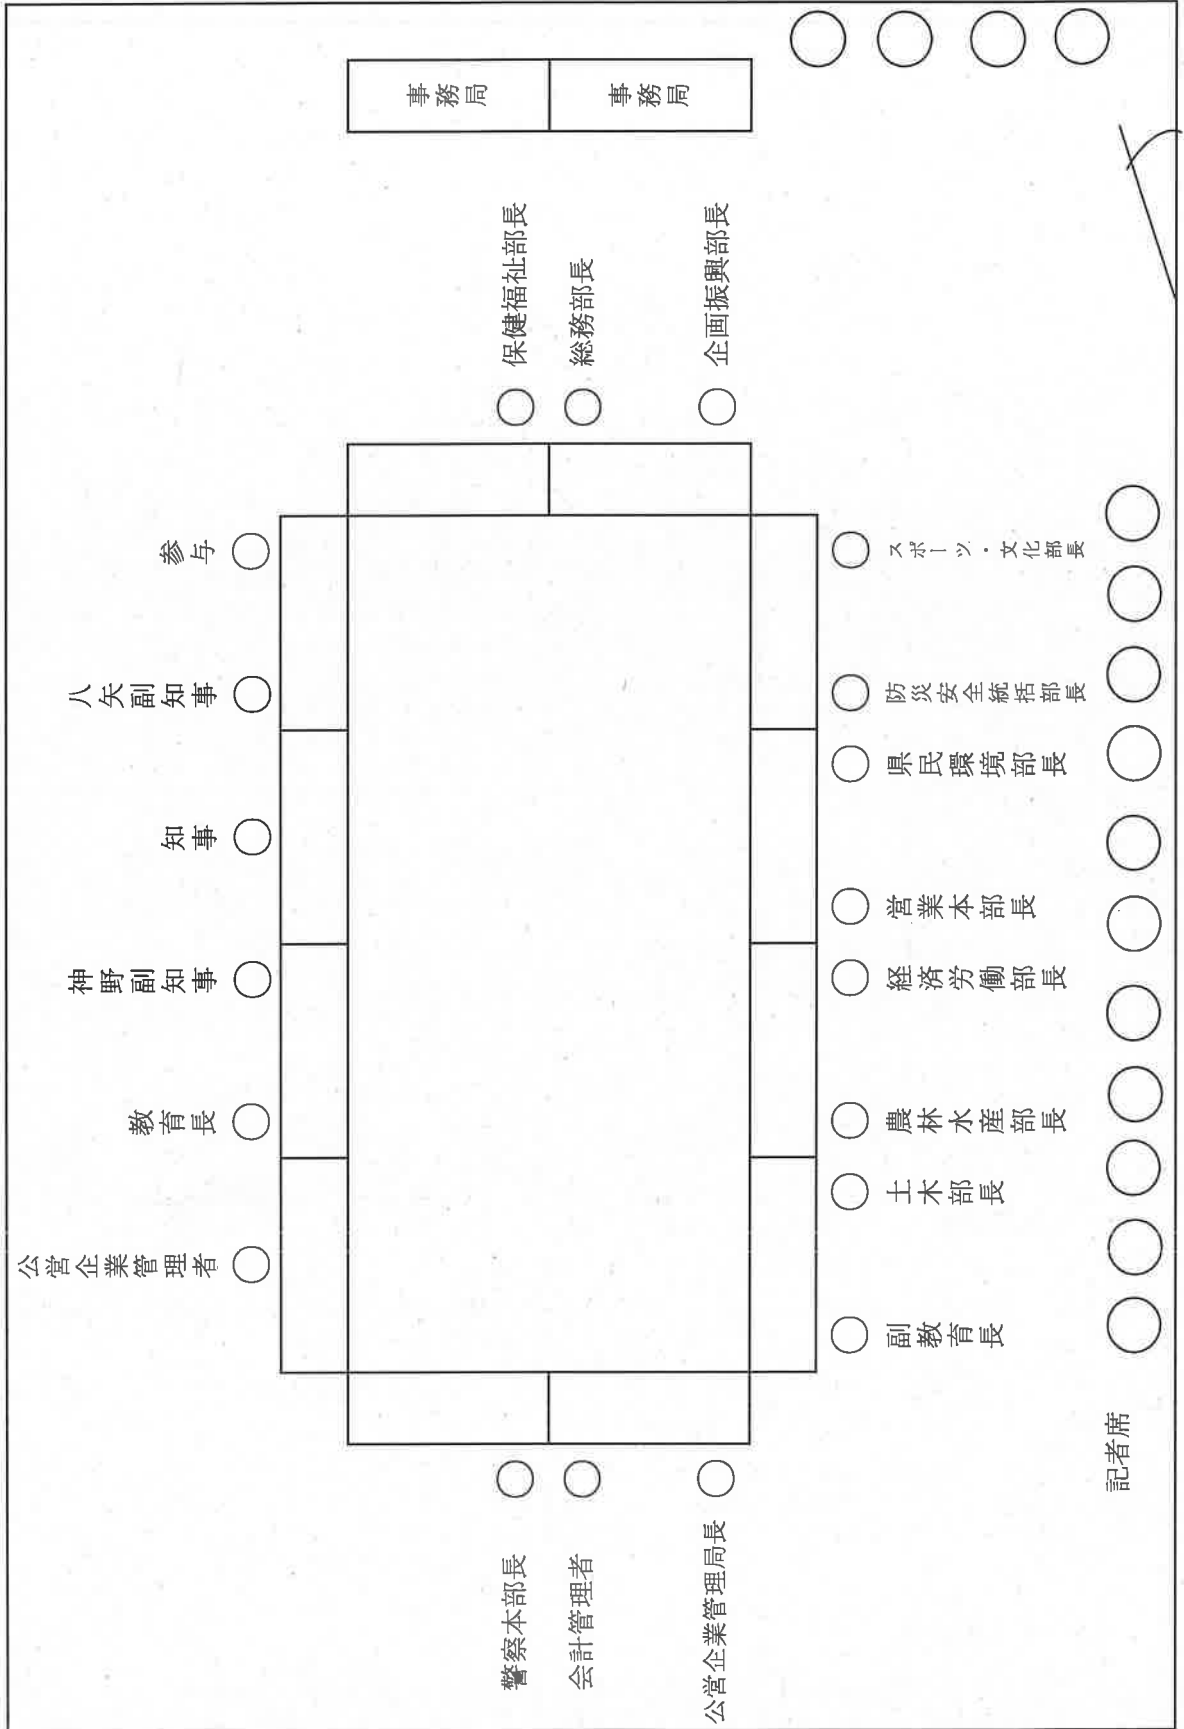 事務局
事務局
保健福祉部長
総務部長
企画振興部長
参与
八矢副知事
知事
神野副知事
教育長
公営企業管理者
スポーツ・文化部長
防災安全統括部長
県民環境部長
営業本部長
経済労働部長
農林水産部長
土木部長
副教育長
警察本部長
会計管理者
公営企業管理局長
記者席